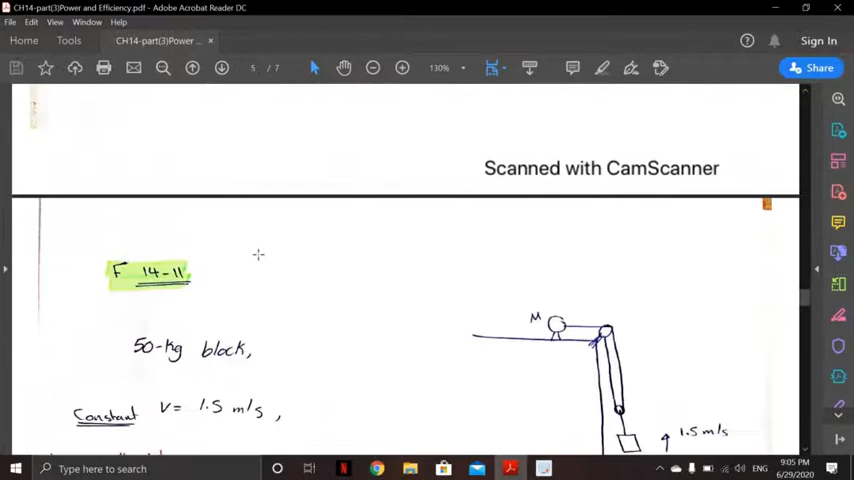 CH14-part(3)Power and Efficiency.pdf - Adobe Acrobat Reader DC
File Edit View Window Help
Home Tools CH14-part(3)Power ... × Sign In
5 / 7 130% Share
Scanned with CamScanner
F 14-11
M
50-kg block,
Constant V = 1.5 m/s,
1.5 m/s
Type here to search
ENG
9:05 PM
6/29/2020